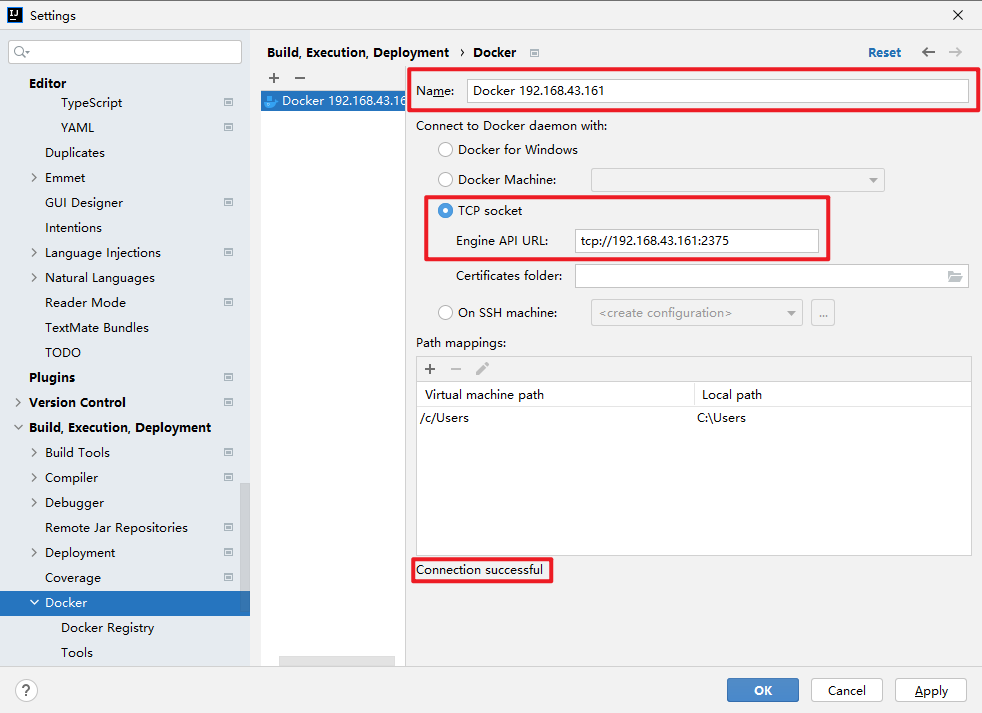 IJ Settings
Build, Execution, Deployment › Docker
Reset
Editor
TypeScript
YAML
Duplicates
Emmet
GUI Designer
Intentions
Language Injections
Natural Languages
Reader Mode
TextMate Bundles
TODO
Plugins
Version Control
Build, Execution, Deployment
Build Tools
Compiler
Debugger
Remote Jar Repositories
Deployment
Coverage
Docker
Docker Registry
Tools
Docker 192.168.43.16
Name: Docker 192.168.43.161
Connect to Docker daemon with:
Docker for Windows
Docker Machine:
TCP socket
Engine API URL: tcp://192.168.43.161:2375
Certificates folder:
On SSH machine: <create configuration> ...
Path mappings:
Virtual machine path Local path
/c/Users C:\Users
Connection successful
? OK Cancel Apply